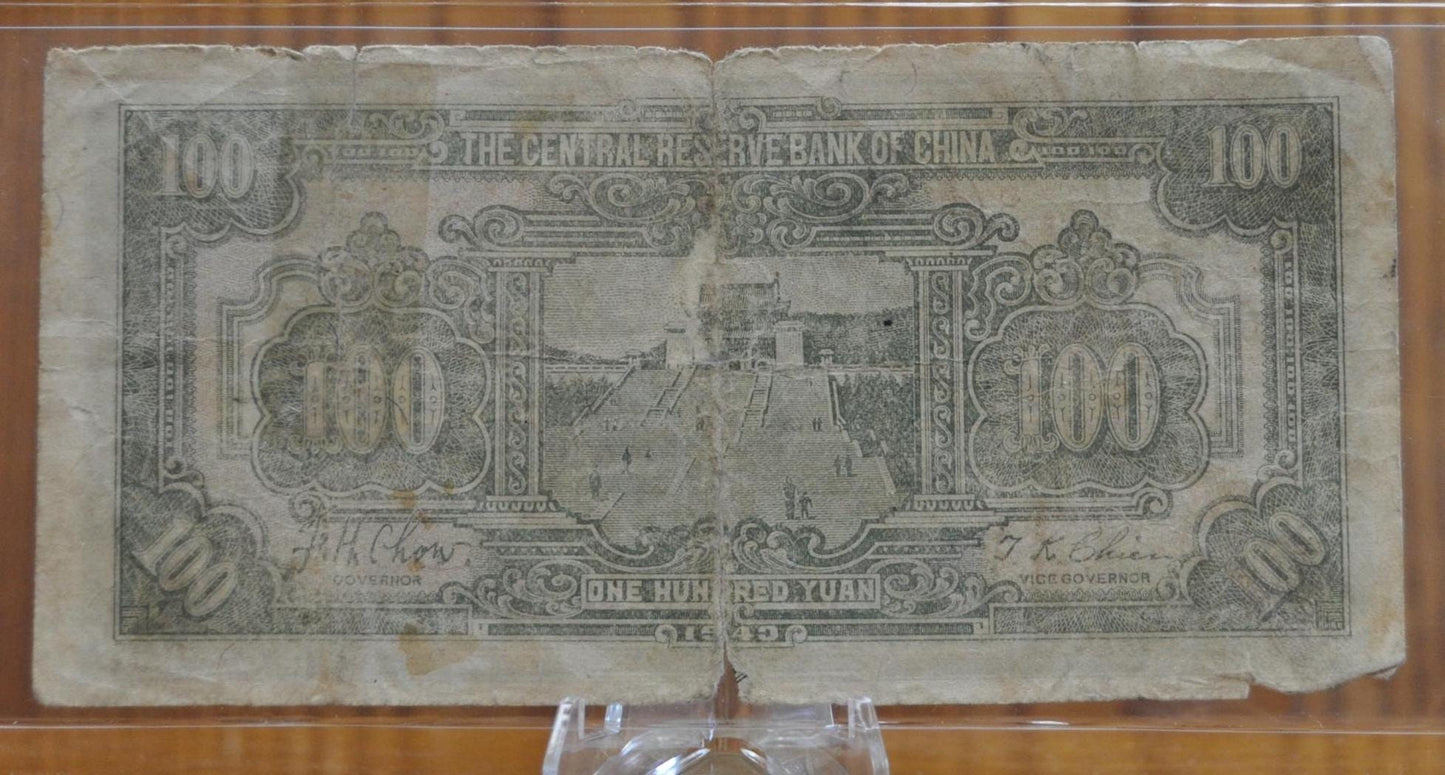 100 THE CENTRAL RESERVE BANK OF CHINA 100
100 100
F. H. Chow. T. K. Chien
GOVERNOR VICE GOVERNOR
100 ONE HUNDRED YUAN 100
1943